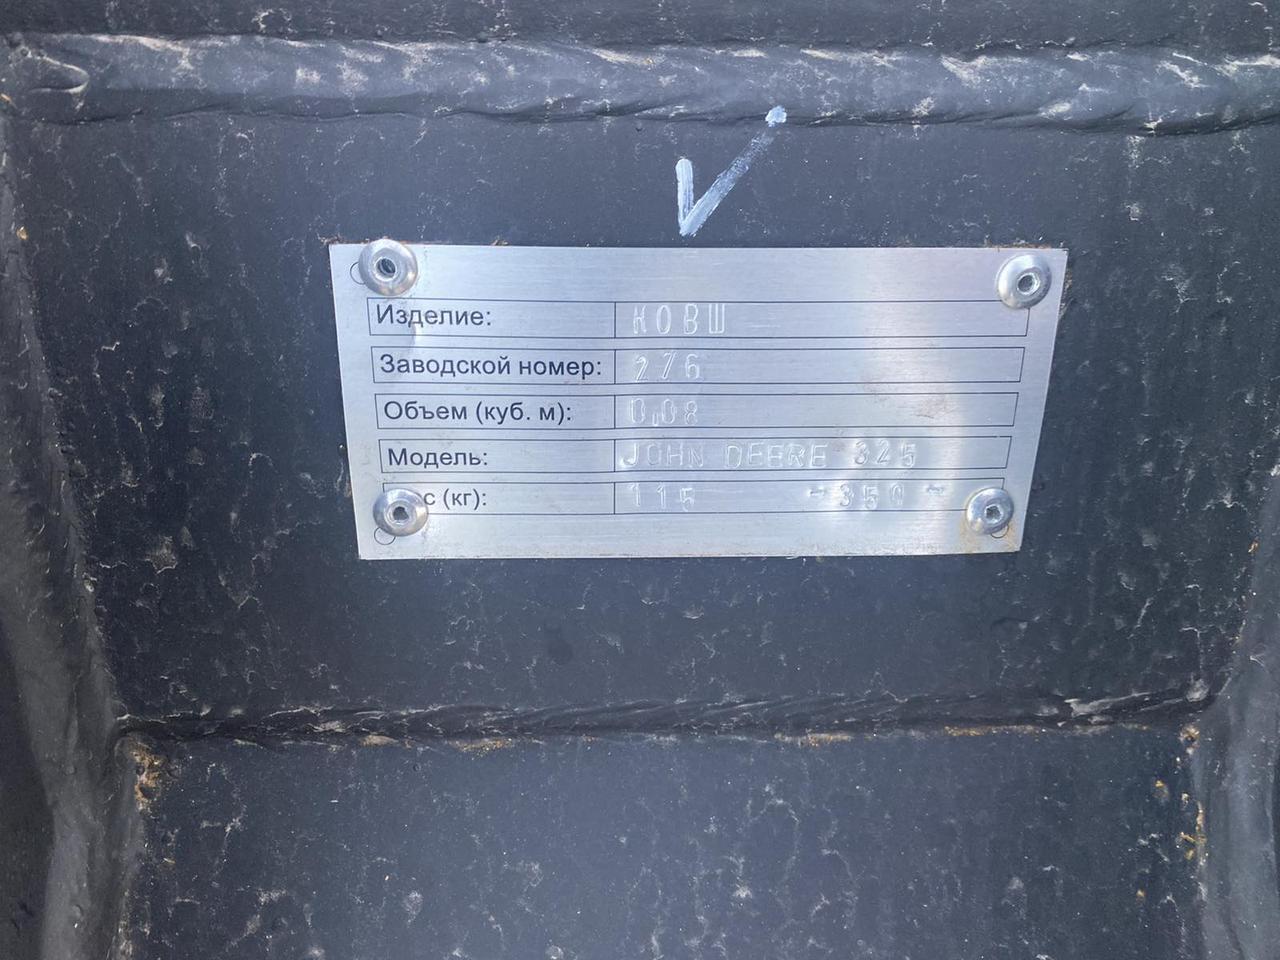 Изделие: КОВШ
Заводской номер: 276
Объем (куб. м): 0,08
Модель: JOHN DEERE 325
с (кг): 115 -350-